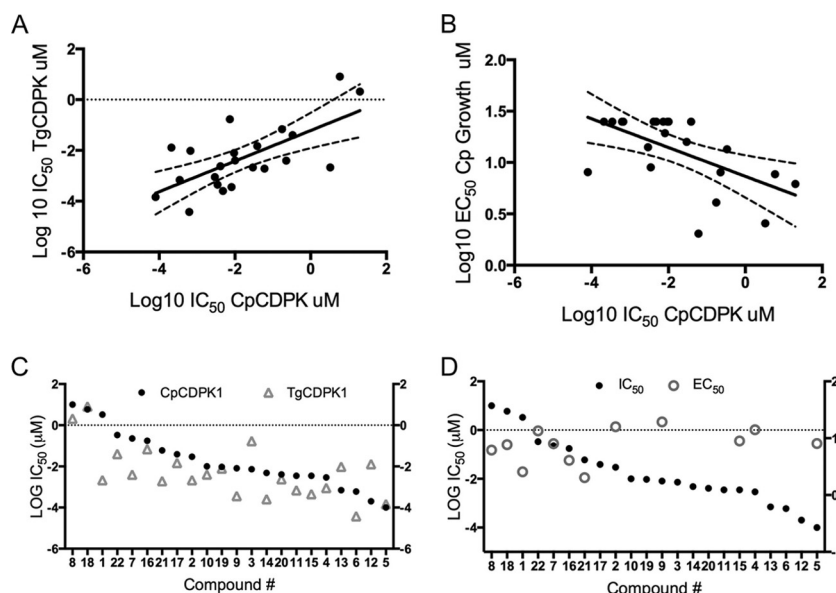 A
Log 10 IC50 TgCDPK uM
2
0
-2
-4
-6
-6
-4
-2
0
2
Log10 IC50 CpCDPK uM
B
Log10 EC50 Cp Growth uM
2.0
1.5
1.0
0.5
0.0
-6
-4
-2
0
2
Log10 IC50 CpCDPK uM
C
CpCDPK1 TgCDPK1
LOG IC50 (μM)
2
0
-2
-4
-6
2
0
-2
-4
-6
8 18 1 22 7 16 21 17 2 10 19 9 3 14 20 11 15 4 13 6 12 5
Compound #
D
IC50 EC50
LOG IC50 (μM)
2
0
-2
-4
8 18 1 22 7 16 21 17 2 10 19 9 3 14 20 11 15 4 13 6 12 5
Compound #